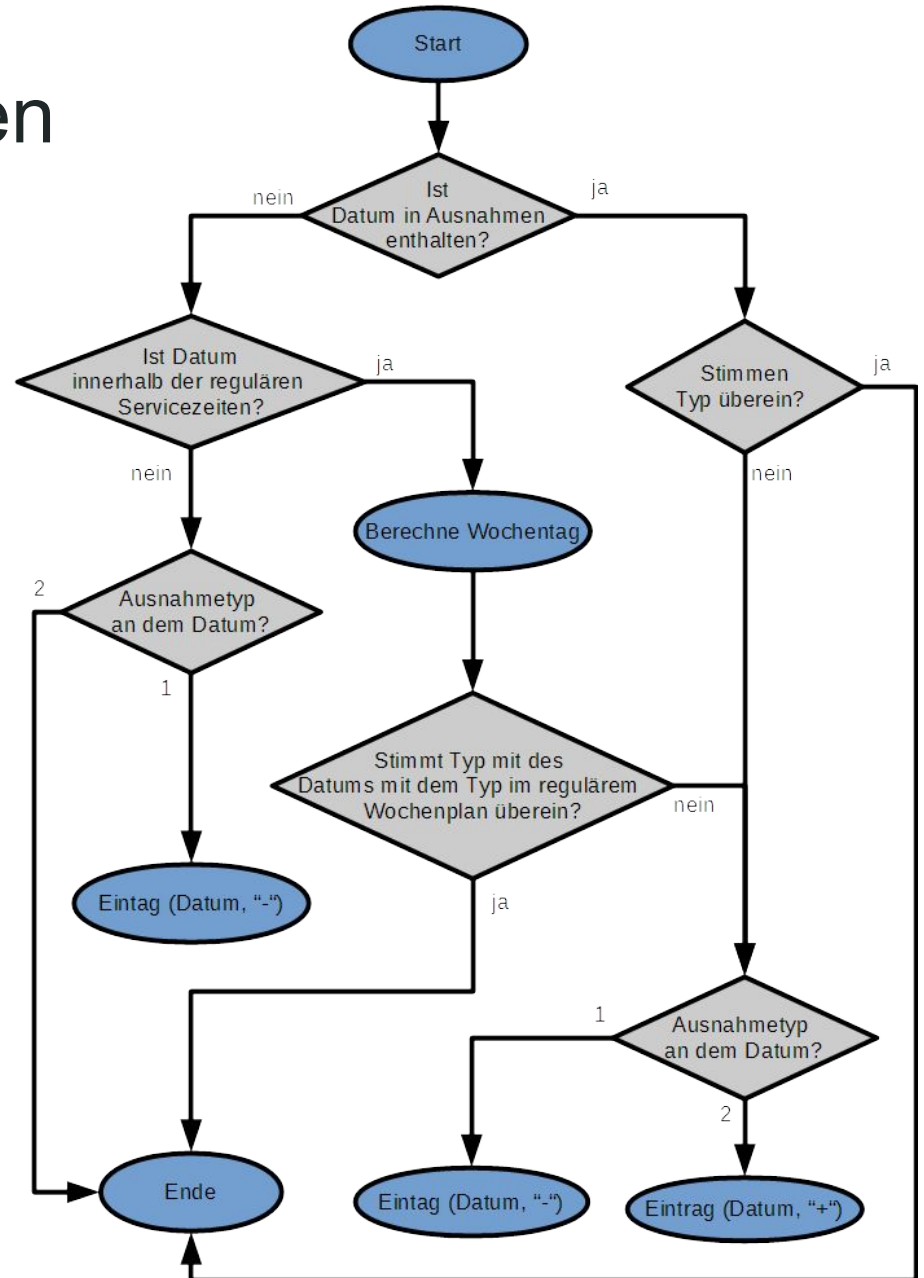 en
Start
Ist
Datum in Ausnahmen
enthalten?
nein
ja
Ist Datum
innerhalb der regulären
Servicezeiten?
ja
nein
Stimmen
Typ überein?
ja
nein
Berechne Wochentag
Ausnahmetyp
an dem Datum?
2
1
Stimmt Typ mit des
Datums mit dem Typ im regulärem
Wochenplan überein?
nein
ja
Eintag (Datum, “-“)
Ausnahmetyp
an dem Datum?
1
2
Ende
Eintag (Datum, “-“)
Eintrag (Datum, “+“)